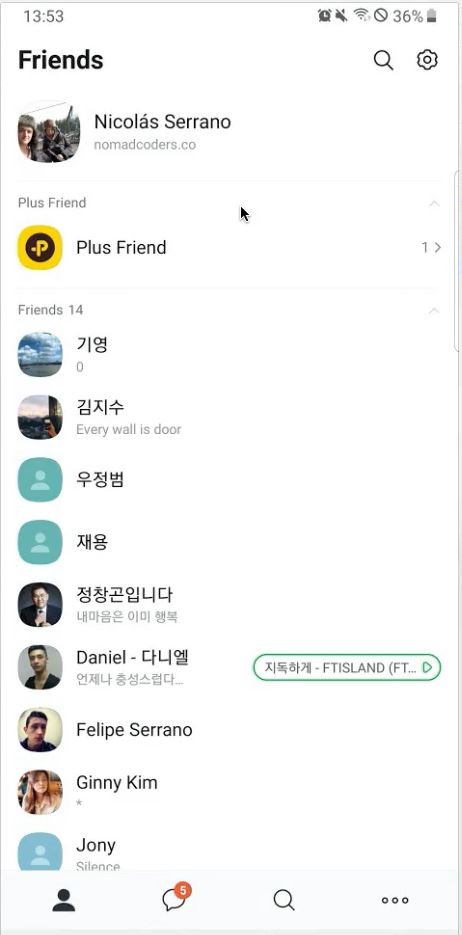 13:53
36%
Friends
Nicolás Serrano
nomadcoders.co
Plus Friend
Plus Friend
1
Friends 14
기영
0
김지수
Every wall is door
우정범
재용
정창곤입니다
내마음은 이미 행복
Daniel - 다니엘
언제나 충성스럽다...
지독하게 - FTISLAND (FT...
Felipe Serrano
Ginny Kim
*
Jony
Silence
5